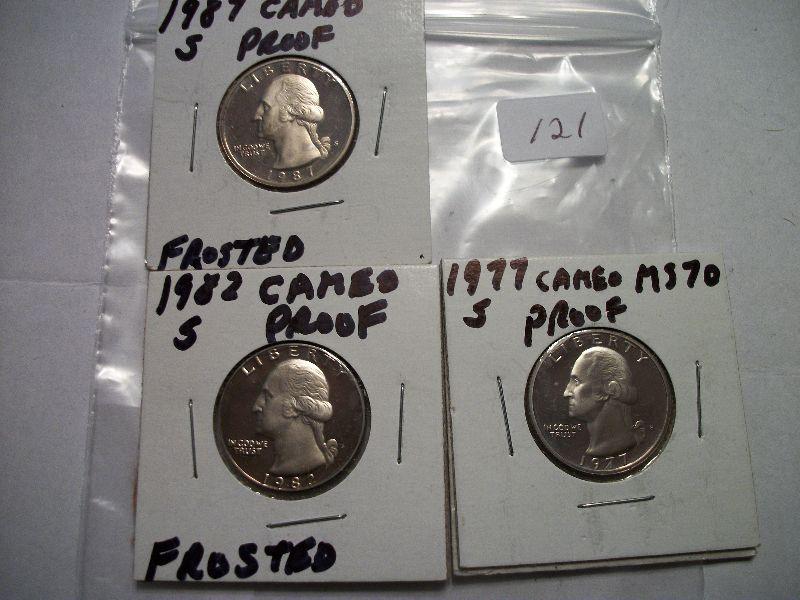 1987 CAMEO
S PROOF
LIBERTY
IN GOD WE
TRUST
S
1987
FROSTED
121
1982 CAMEO
S PROOF
LIBERTY
IN GOD WE
TRUST
1982
FROSTED
1977 CAMEO MS70
S PROOF
LIBERTY
IN GOD WE
TRUST
S
1977